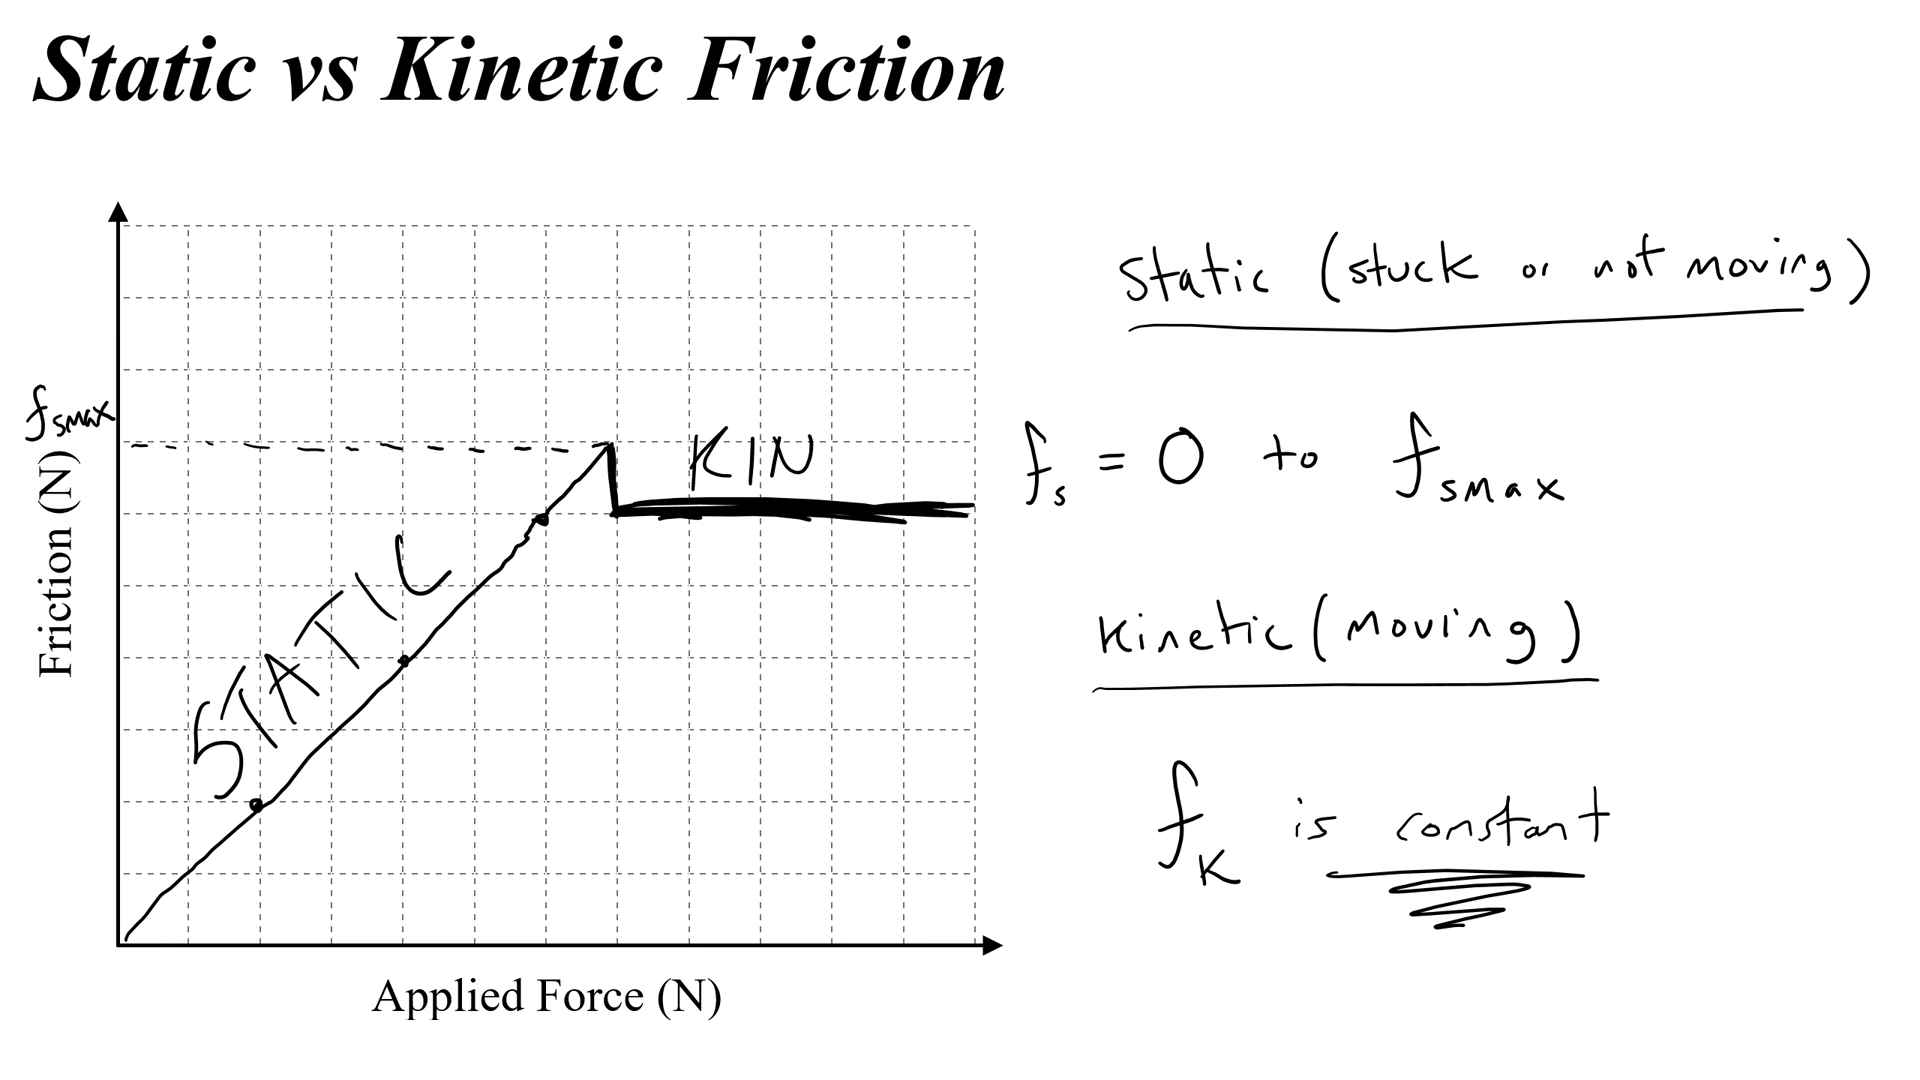 Static vs Kinetic Friction
fsmax
Friction (N)
STATIC
KIN
Applied Force (N)
Static (stuck or not moving)
fs = 0 to fsmax
Kinetic (moving)
fK is constant